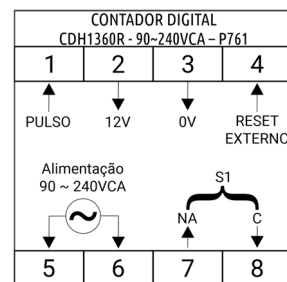 CONTADOR DIGITAL
CDH1360R - 90~240VCA – P761
1 2 3 4
PULSO 12V 0V RESET
EXTERNO
Alimentação
90 ~ 240VCA
S1
NA C
5 6 7 8